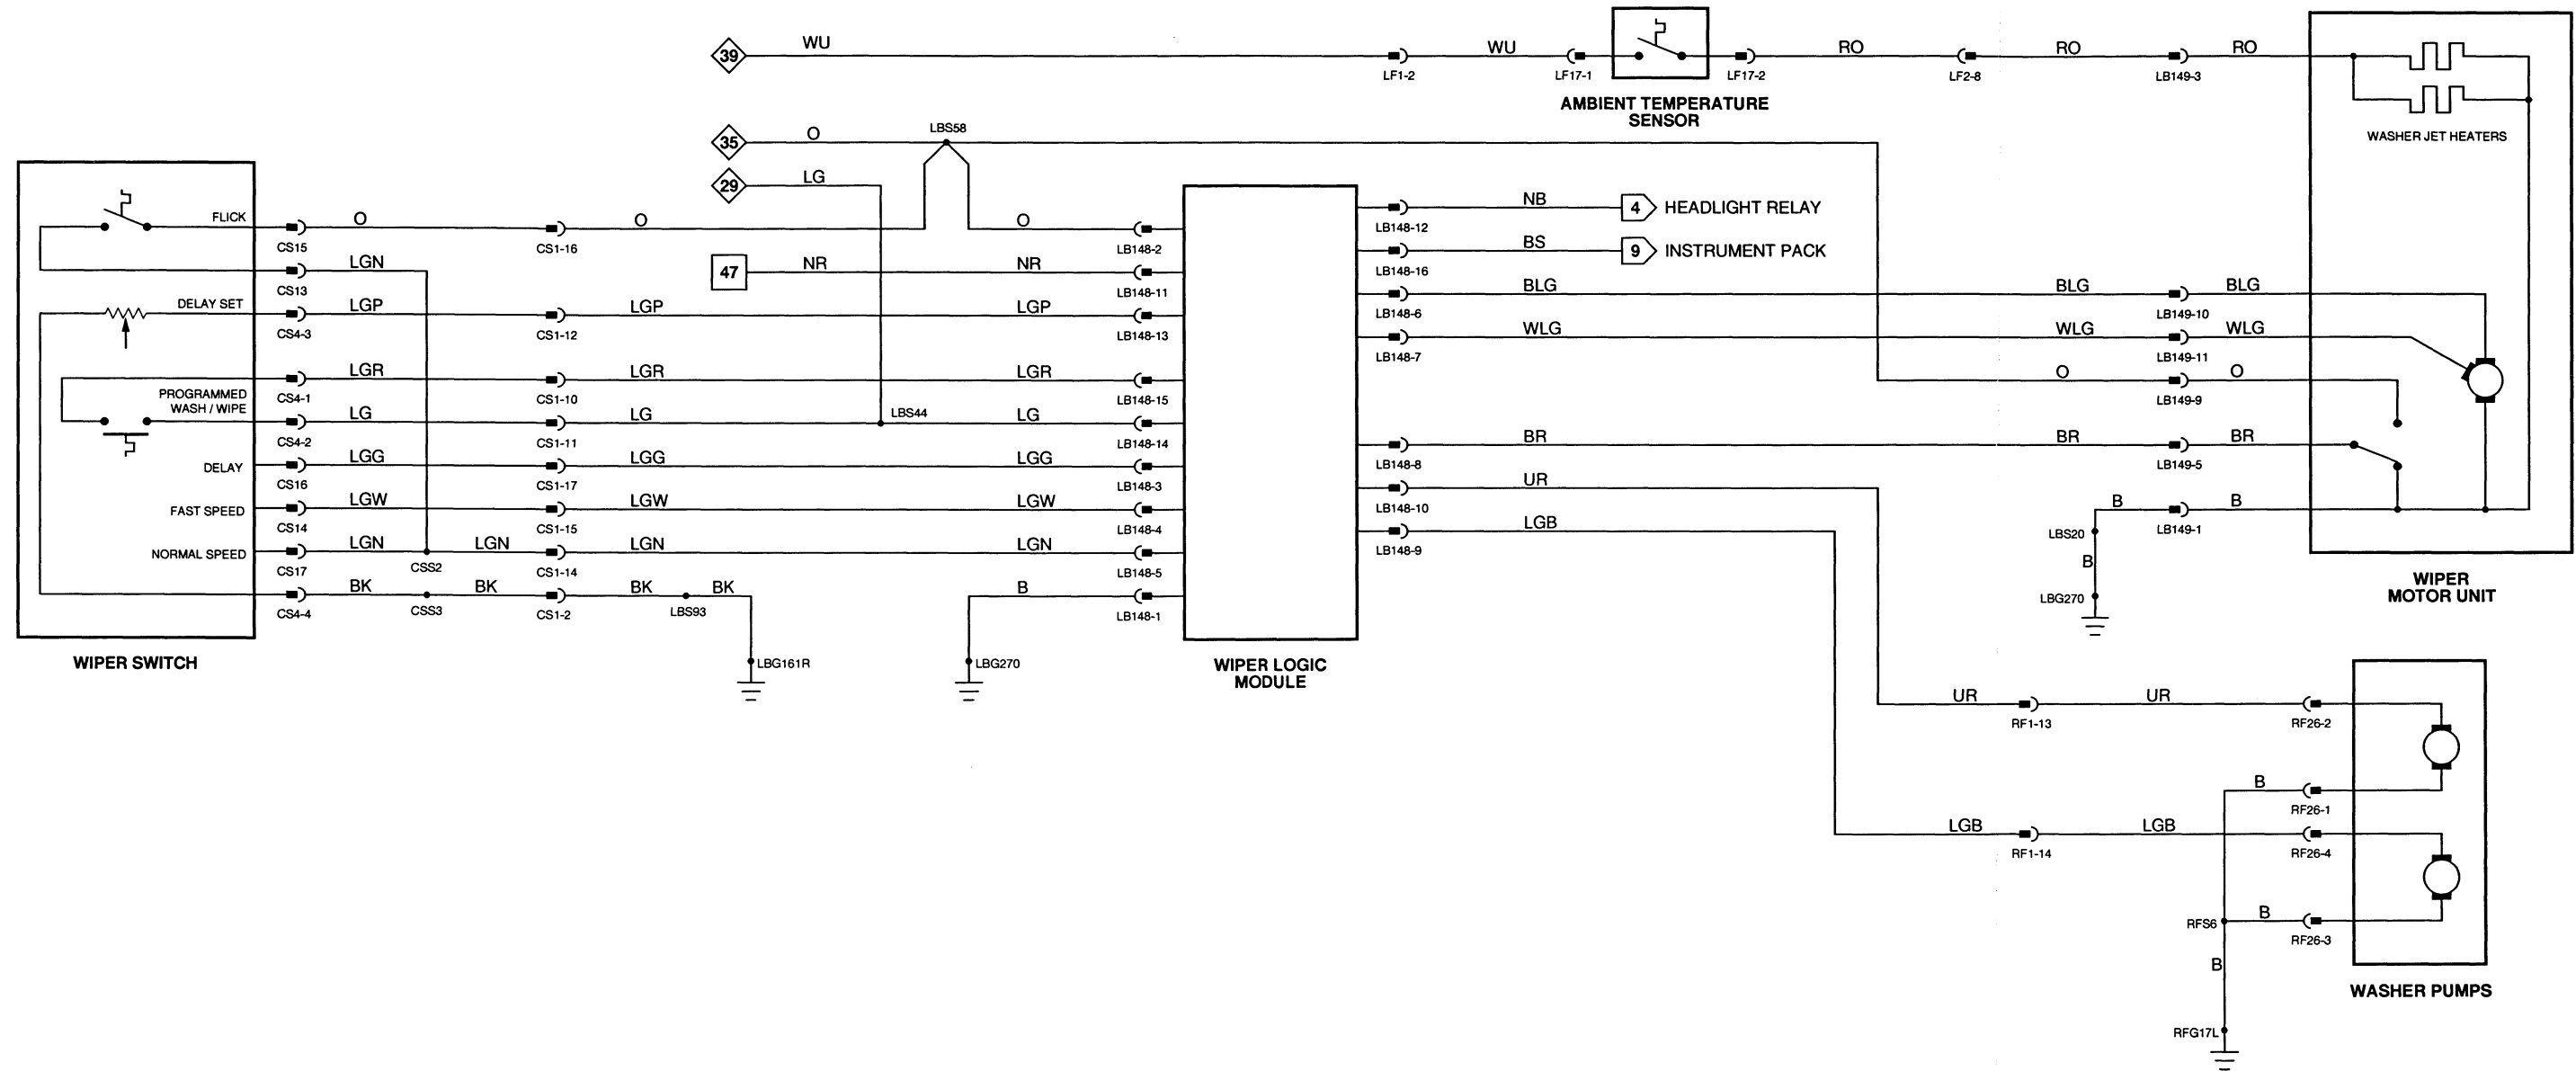 39 WU WU RO RO RO
LF1-2 LF17-1 LF17-2 LF2-8 LB149-3
AMBIENT TEMPERATURE
SENSOR
WASHER JET HEATERS
35 O LBS58
29 LG
FLICK O O O
CS15 CS1-16 LB148-2
NB 4 HEADLIGHT RELAY
LB148-12
LGN
CS13
47 NR NR
LB148-11
BS 9 INSTRUMENT PACK
LB148-16
DELAY SET LGP LGP LGP
CS4-3 CS1-12 LB148-13
BLG BLG BLG
LB148-6 LB149-10
WLG WLG WLG
LB148-7 LB149-11
LGR LGR LGR
CS4-1 CS1-10 LB148-15
O O
LB149-9
PROGRAMMED
WASH / WIPE
LG LG LBS44 LG
CS4-2 CS1-11 LB148-14
BR BR BR
LB148-8 LB149-5
DELAY LGG LGG LGG
CS16 CS1-17 LB148-3
UR
LB148-10
FAST SPEED LGW LGW LGW
CS14 CS1-15 LB148-4
B B
LBS20 LB149-1
B
LBG270
LGB
LB148-9
NORMAL SPEED LGN LGN LGN LGN
CS17 CSS2 CS1-14 LB148-5
BK BK BK BK B
CS4-4 CSS3 CS1-2 LBS93 LB148-1
WIPER
MOTOR UNIT
WIPER SWITCH
LBG161R
LBG270
WIPER LOGIC
MODULE
UR UR
RF1-13 RF26-2
B
RF26-1
LGB LGB
RF1-14 RF26-4
RFS6 B
RF26-3
B
WASHER PUMPS
RFG17L